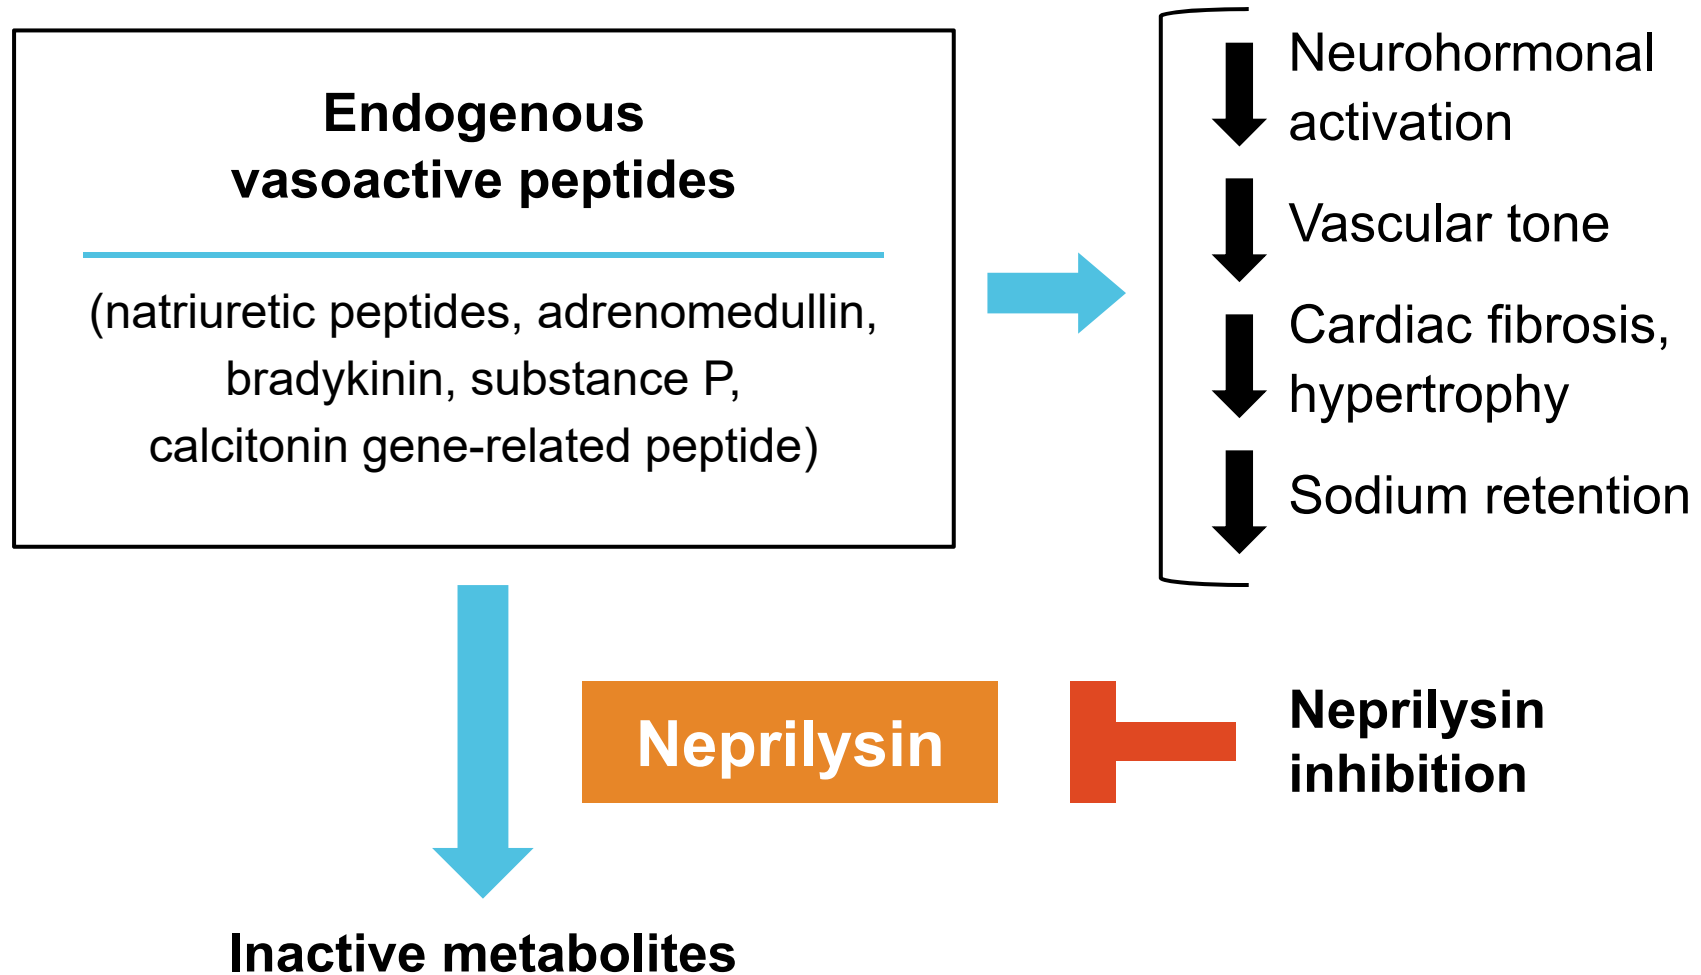 Endogenous
vasoactive peptides
(natriuretic peptides, adrenomedullin,
bradykinin, substance P,
calcitonin gene-related peptide)
Neurohormonal
activation
Vascular tone
Cardiac fibrosis,
hypertrophy
Sodium retention
Neprilysin
Neprilysin
inhibition
Inactive metabolites